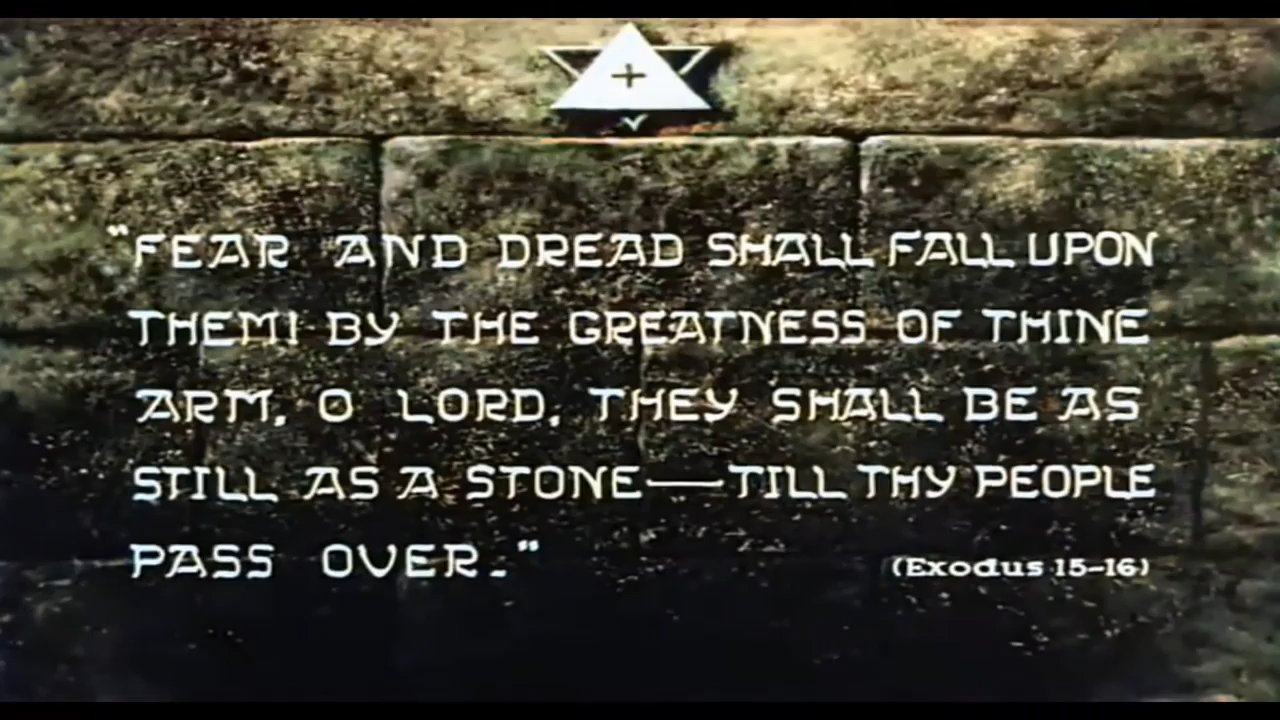 "FEAR AND DREAD SHALL FALL UPON
THEM! BY THE GREATNESS OF THINE
ARM, O LORD, THEY SHALL BE AS
STILL AS A STONE—TILL THY PEOPLE
PASS OVER."
(Exodus 15-16)